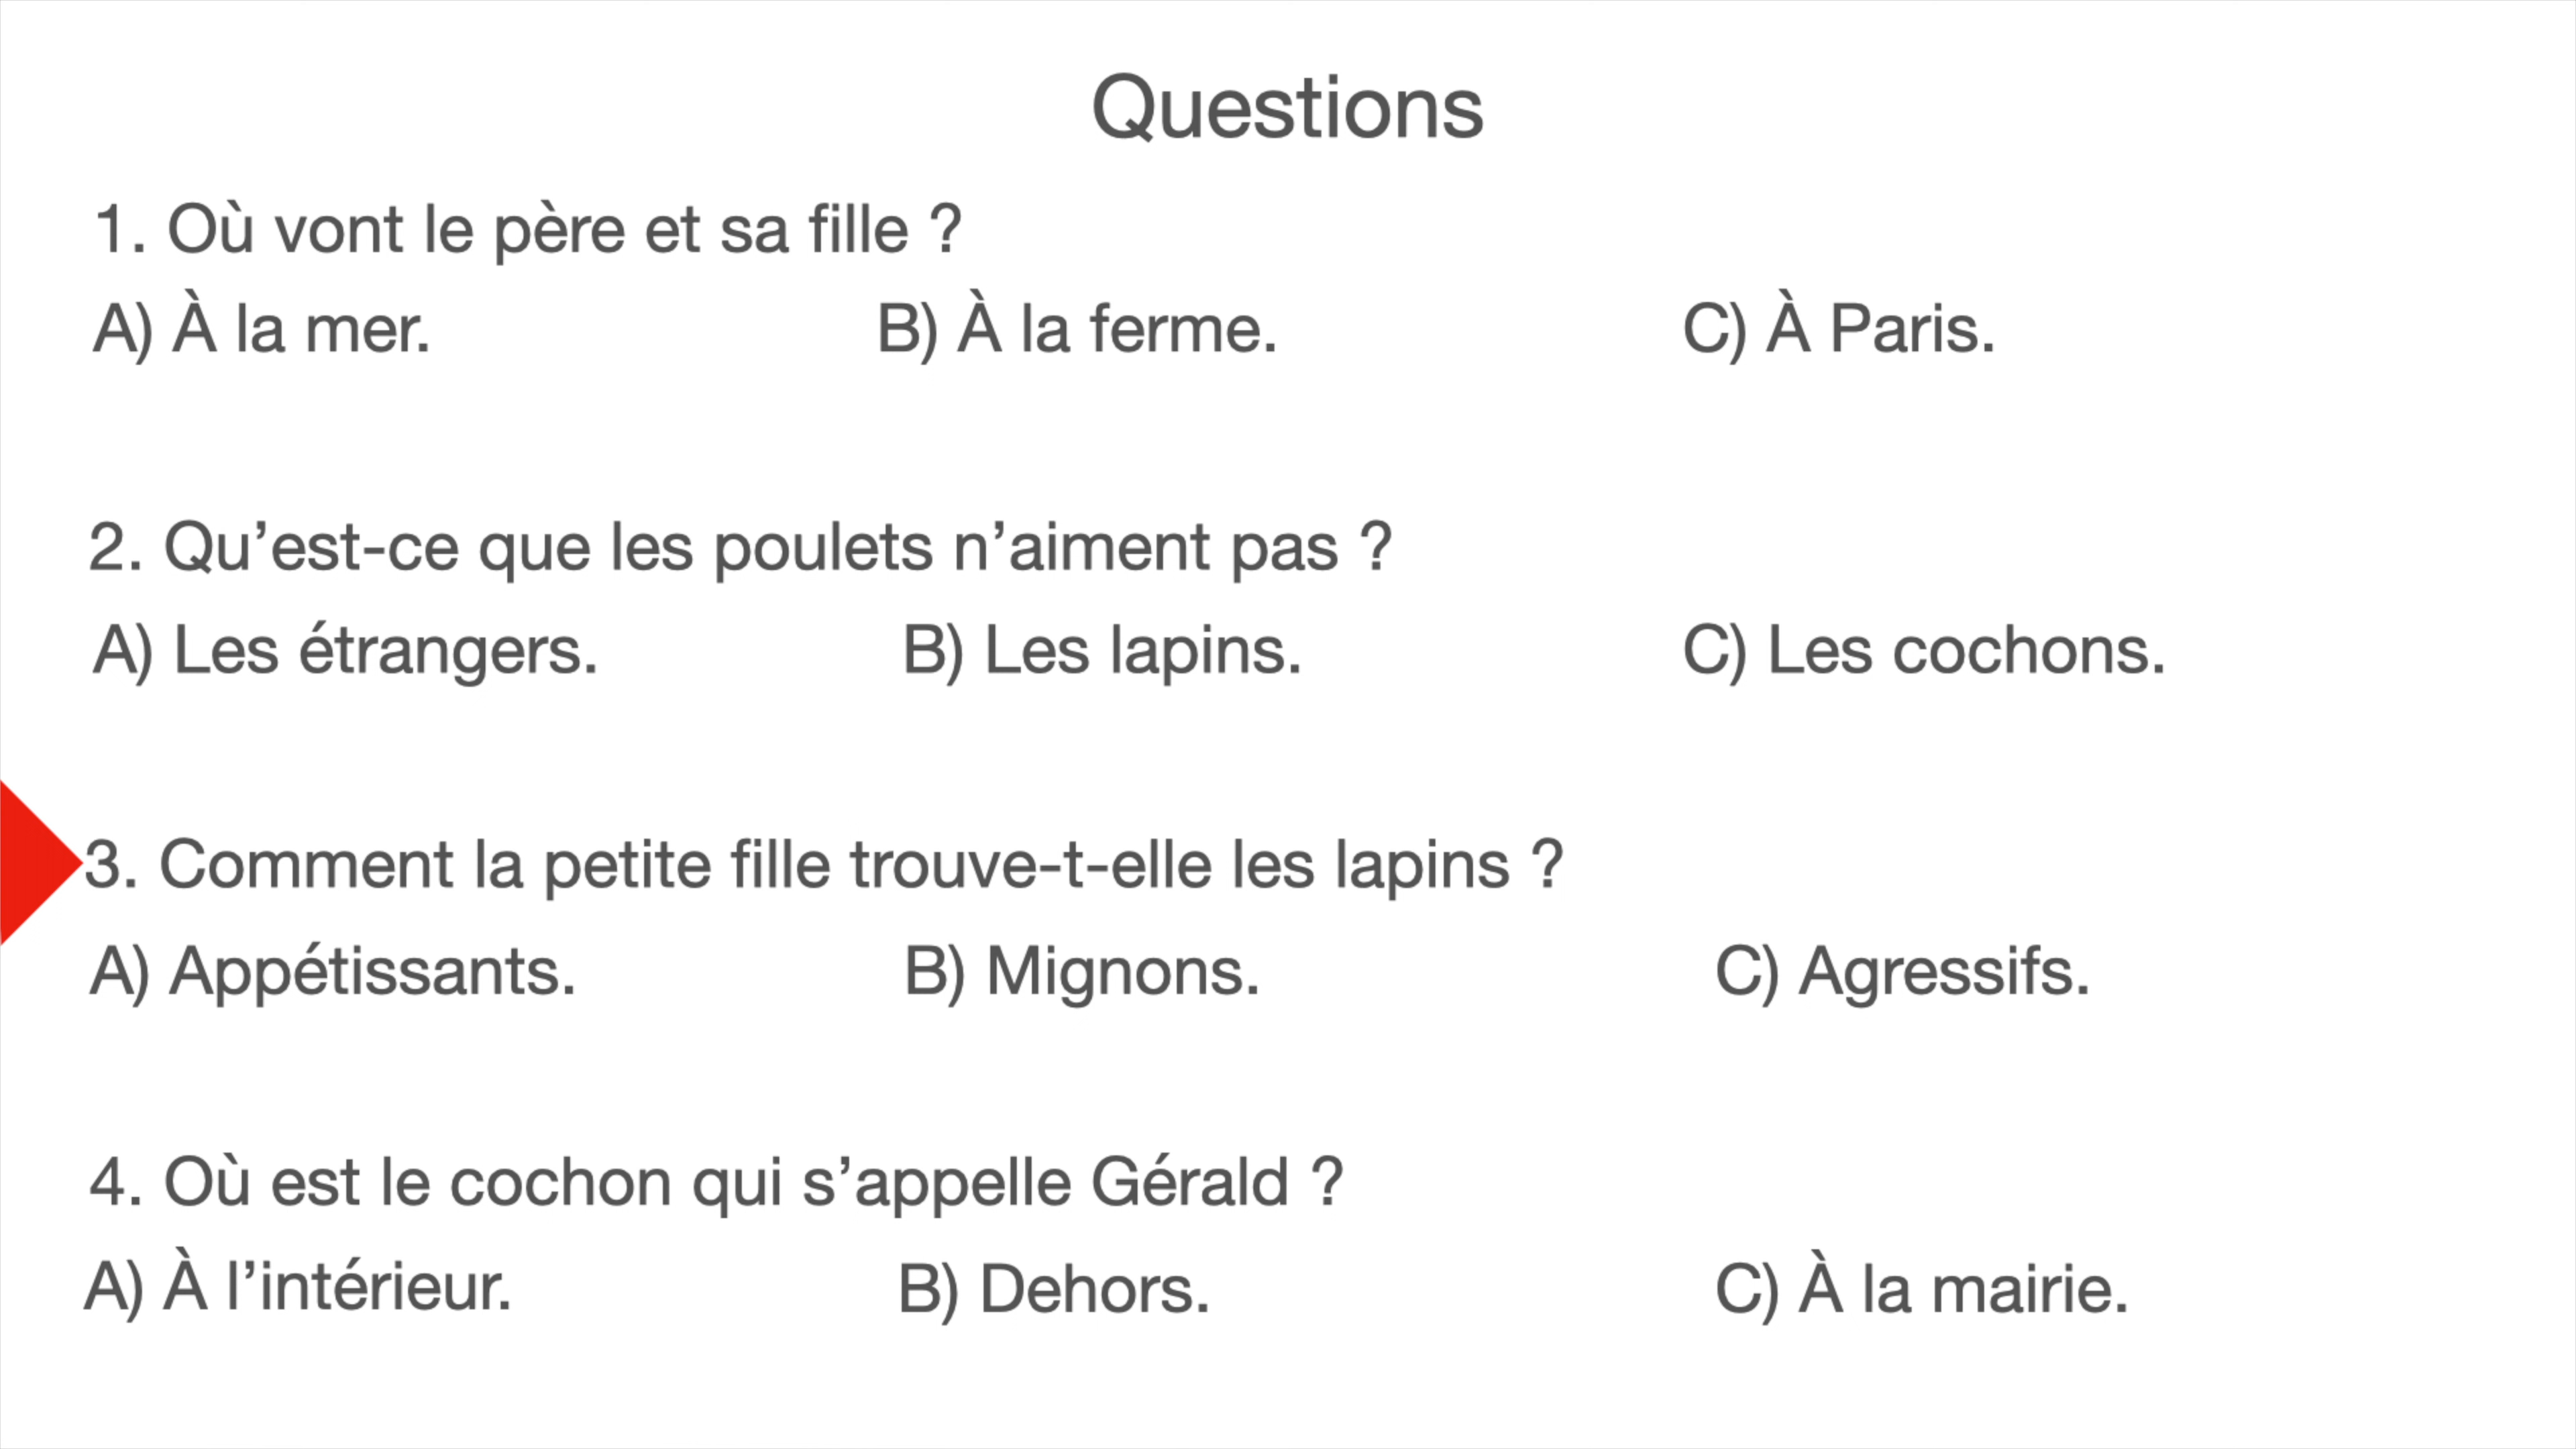 Questions
1. Où vont le père et sa fille ?
A) À la mer. B) À la ferme. C) À Paris.
2. Qu’est-ce que les poulets n’aiment pas ?
A) Les étrangers. B) Les lapins. C) Les cochons.
3. Comment la petite fille trouve-t-elle les lapins ?
A) Appétissants. B) Mignons. C) Agressifs.
4. Où est le cochon qui s’appelle Gérald ?
A) À l’intérieur. B) Dehors. C) À la mairie.